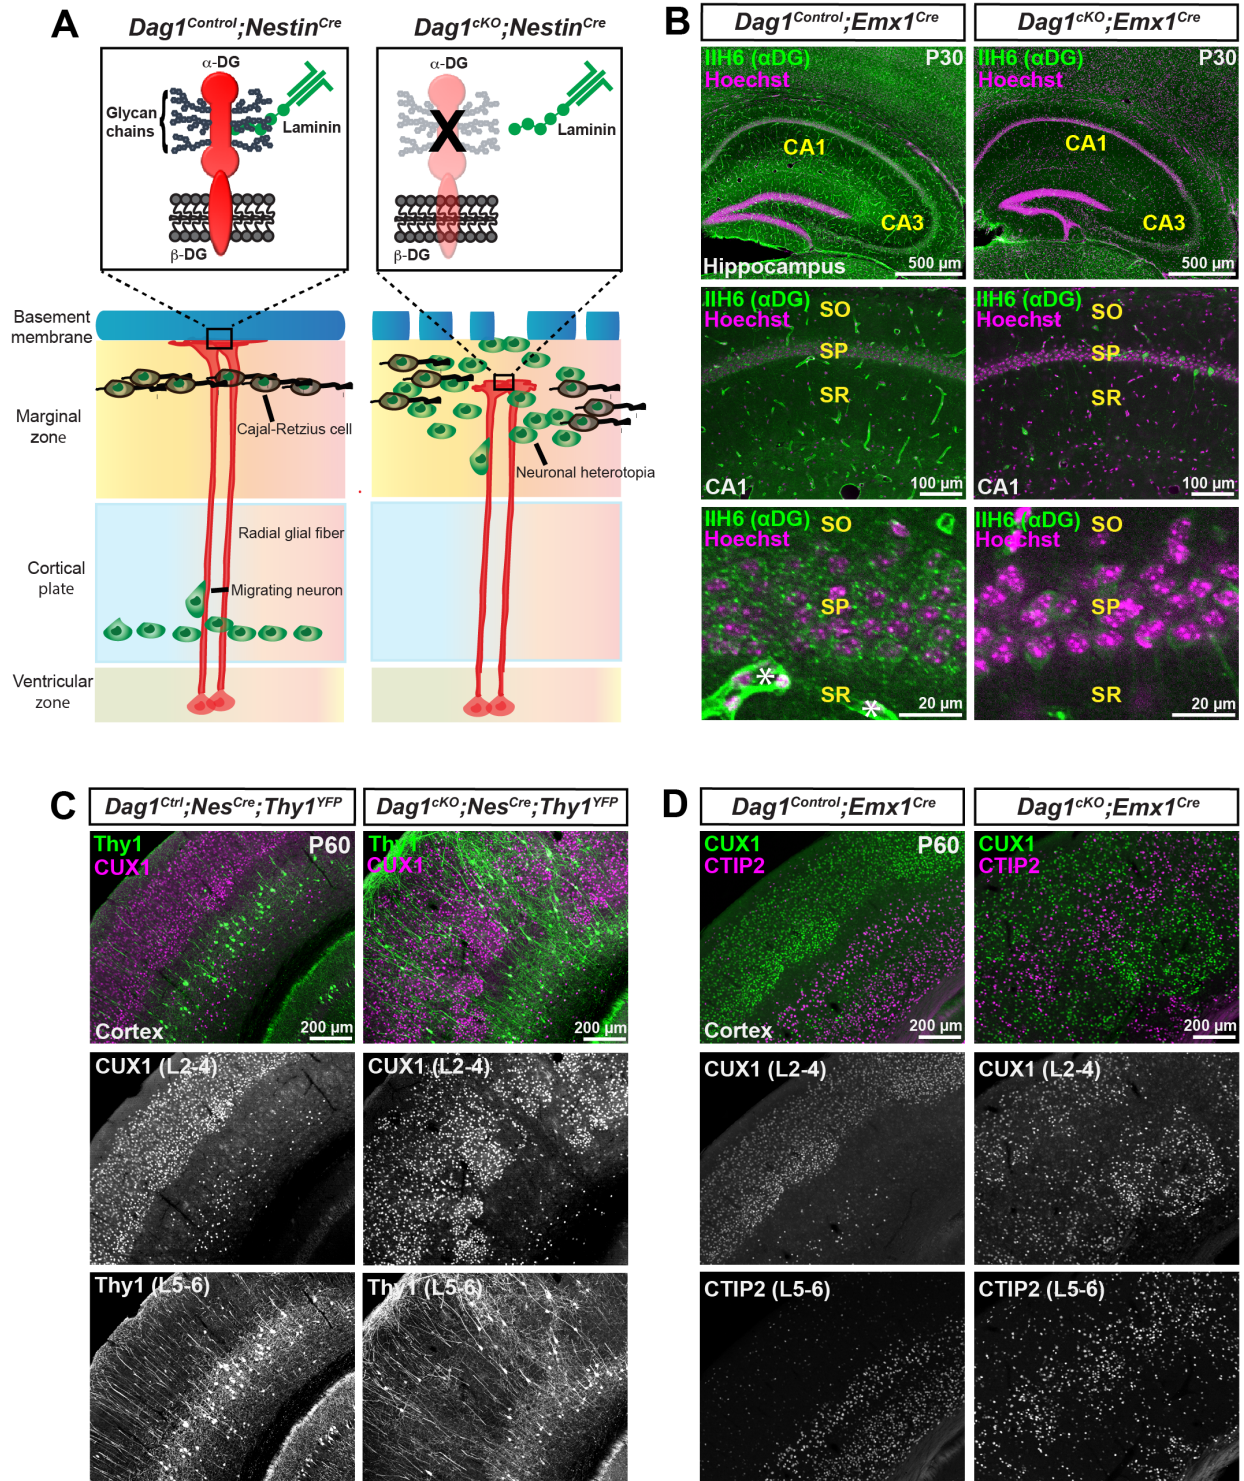 A
Dag1Control;NestinCre
Dag1cKO;NestinCre
α-DG
Glycan
chains
Laminin
β-DG
α-DG
Laminin
β-DG
Basement
membrane
Marginal
zone
Cajal-Retzius cell
Neuronal heterotopia
Cortical
plate
Radial glial fiber
Migrating neuron
Ventricular
zone
B
Dag1Control;Emx1Cre
Dag1cKO;Emx1Cre
IIH6 (αDG)
Hoechst
P30
CA1
CA3
Hippocampus
500 µm
IIH6 (αDG)
Hoechst
P30
CA1
CA3
500 µm
IIH6 (αDG)
Hoechst
SO
SP
SR
CA1
100 µm
IIH6 (αDG)
Hoechst
SO
SP
SR
CA1
100 µm
IIH6 (αDG)
Hoechst
SO
SP
*
SR
*
20 µm
IIH6 (αDG)
Hoechst
SO
SP
SR
20 µm
C
Dag1Ctrl;NesCre;Thy1YFP
Dag1cKO;NesCre;Thy1YFP
Thy1
CUX1
P60
Cortex
200 µm
Thy1
CUX1
200 µm
CUX1 (L2-4)
CUX1 (L2-4)
Thy1 (L5-6)
Thy1 (L5-6)
D
Dag1Control;Emx1Cre
Dag1cKO;Emx1Cre
CUX1
CTIP2
P60
Cortex
200 µm
CUX1
CTIP2
200 µm
CUX1 (L2-4)
CUX1 (L2-4)
CTIP2 (L5-6)
CTIP2 (L5-6)